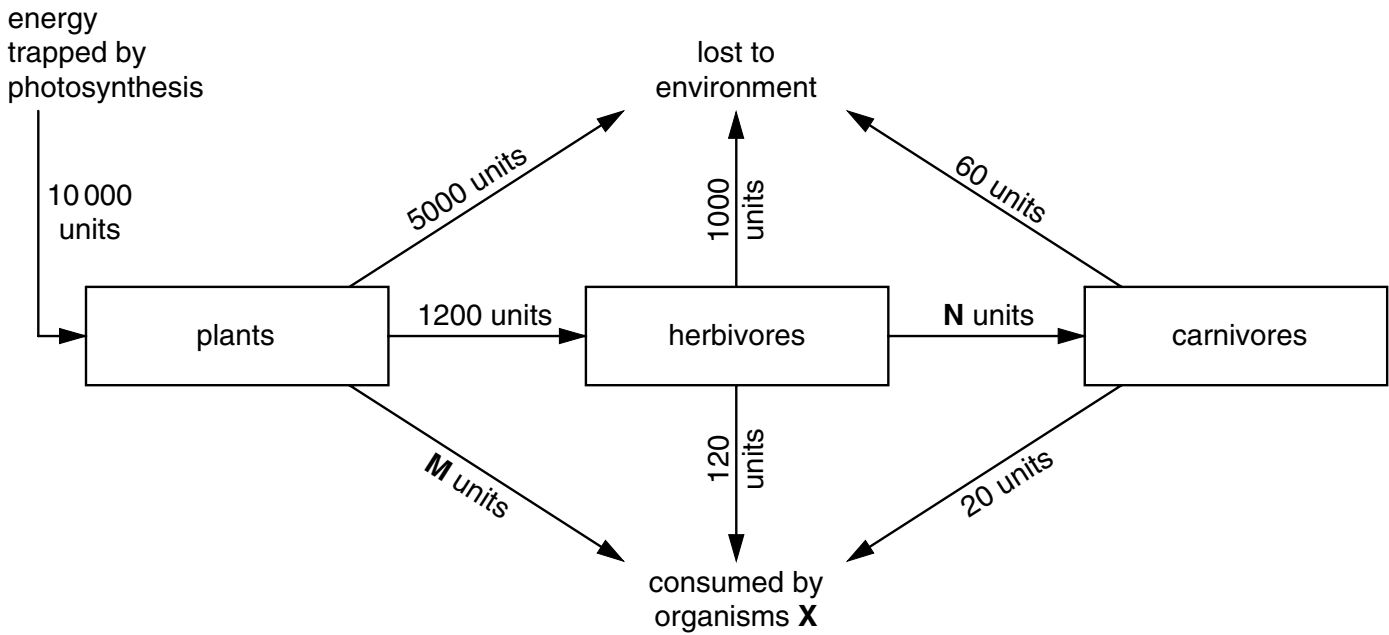 energy
trapped by
photosynthesis
lost to
environment
10 000
units
5000 units
1000
units
60 units
plants
1200 units
herbivores
N units
carnivores
M units
120
units
20 units
consumed by
organisms X